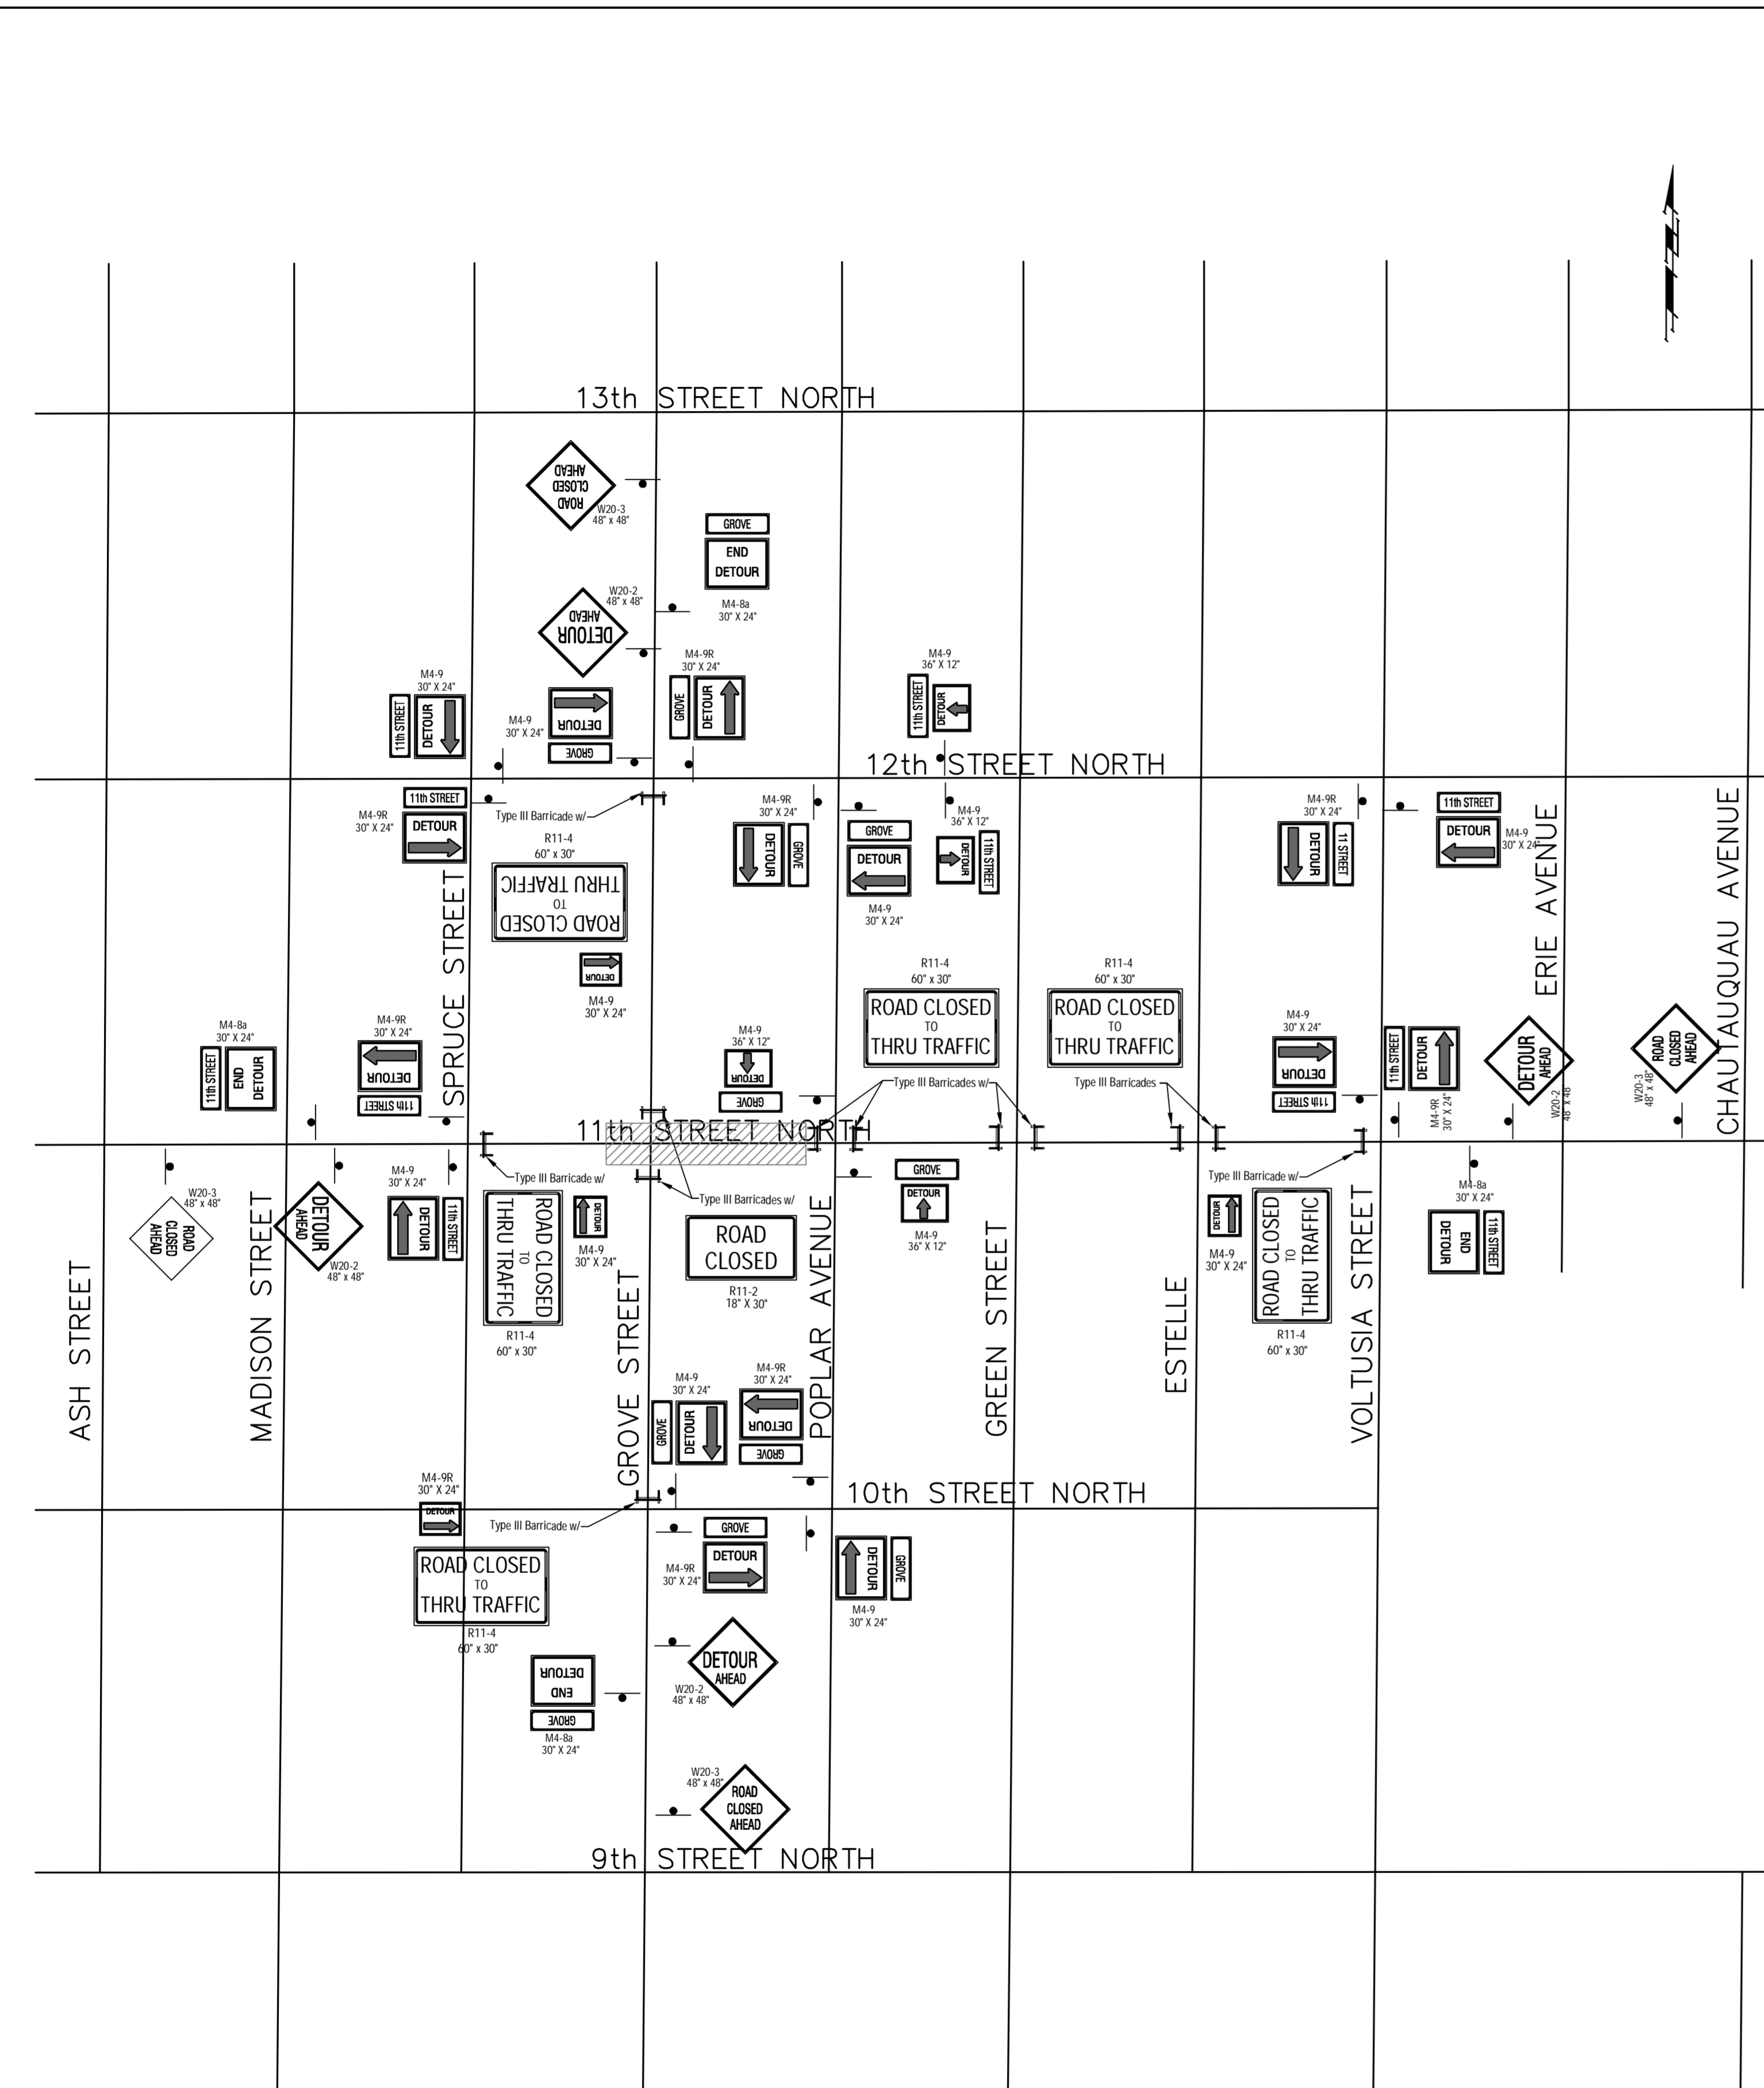 13th STREET NORTH
ROAD
CLOSED
AHEAD
W20-3
48" x 48"
GROVE
END
DETOUR
M4-8a
30" X 24"
W20-2
48" x 48"
DETOUR
AHEAD
M4-9
30" X 24"
11th STREET
DETOUR
M4-9
30" X 24"
DETOUR
GROVE
M4-9R
30" X 24"
GROVE
DETOUR
M4-9
36" X 12"
11th STREET
DETOUR
12th STREET NORTH
11th STREET
M4-9R
30" X 24"
DETOUR
Type III Barricade w/
R11-4
60" x 30"
ROAD CLOSED
TO
THRU TRAFFIC
DETOUR
M4-9
30" X 24"
M4-9R
30" X 24"
DETOUR
GROVE
GROVE
DETOUR
M4-9
30" X 24"
M4-9
36" X 12"
DETOUR
11th STREET
M4-9R
30" X 24"
DETOUR
11 STREET
11th STREET
DETOUR
M4-9
30" X 24"
ERIE AVENUE
CHAUTAUQUAU AVENUE
SPRUCE STREET
R11-4
60" x 30"
ROAD CLOSED
TO
THRU TRAFFIC
R11-4
60" x 30"
ROAD CLOSED
TO
THRU TRAFFIC
M4-8a
30" X 24"
11th STREET
END
DETOUR
M4-9R
30" X 24"
DETOUR
11th STREET
M4-9
36" X 12"
DETOUR
GROVE
Type III Barricades w/
Type III Barricades
M4-9
30" X 24"
DETOUR
11th STREET
11th STREET
DETOUR
M4-9R
30" X 24"
DETOUR
AHEAD
W20-2
48" x 48"
ROAD
CLOSED
AHEAD
W20-3
48" x 48"
11th STREET NORTH
W20-3
48" x 48"
ROAD
CLOSED
AHEAD
DETOUR
AHEAD
W20-2
48" x 48"
M4-9
30" X 24"
DETOUR
11th STREET
Type III Barricade w/
ROAD CLOSED
TO
THRU TRAFFIC
R11-4
60" x 30"
DETOUR
M4-9
30" X 24"
Type III Barricades w/
ROAD
CLOSED
R11-2
18" X 30"
GROVE
DETOUR
M4-9
36" X 12"
Type III Barricade w/
DETOUR
M4-9
30" X 24"
ROAD CLOSED
TO
THRU TRAFFIC
R11-4
60" x 30"
M4-8a
30" X 24"
END
DETOUR
11th STREET
ASH STREET
MADISON STREET
GROVE STREET
POPLAR AVENUE
GREEN STREET
ESTELLE
VOLTUSIA STREET
M4-9
30" X 24"
GROVE
DETOUR
M4-9R
30" X 24"
DETOUR
GROVE
M4-9R
30" X 24"
DETOUR
10th STREET NORTH
Type III Barricade w/
ROAD CLOSED
TO
THRU TRAFFIC
R11-4
60" x 30"
GROVE
DETOUR
M4-9R
30" X 24"
DETOUR
GROVE
M4-9
30" X 24"
DETOUR
AHEAD
W20-2
48" x 48"
END
DETOUR
GROVE
M4-8a
30" X 24"
W20-3
48" x 48"
ROAD
CLOSED
AHEAD
9th STREET NORTH